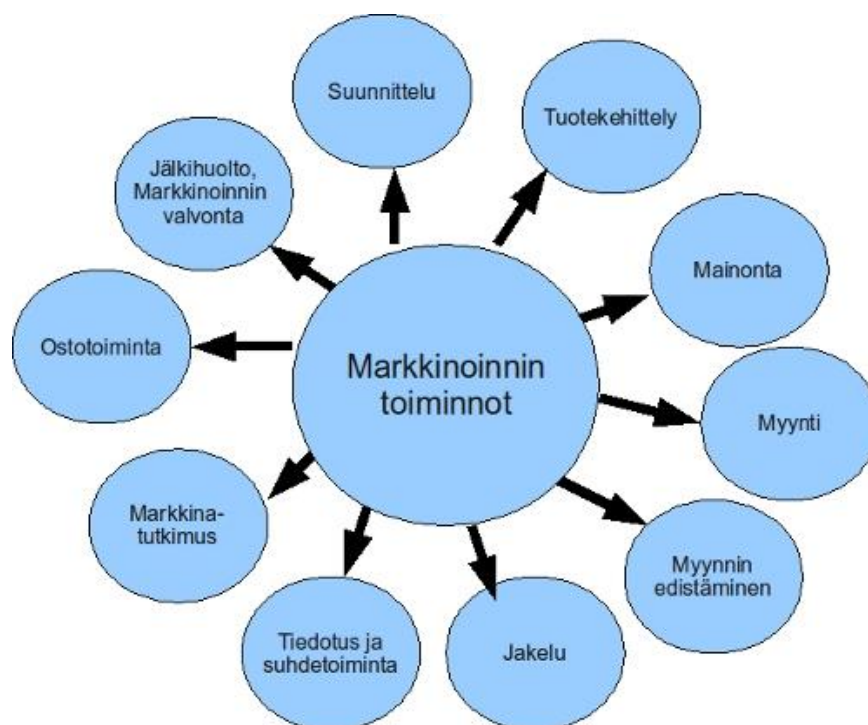 Suunnittelu
Tuotekehittely
Jälkihuolto,
Markkinoinnin
valvonta
Mainonta
Ostotoiminta
Markkinoinnin
toiminnot
Myynti
Markkina-
tutkimus
Myynnin
edistäminen
Tiedotus ja
suhdetoiminta
Jakelu